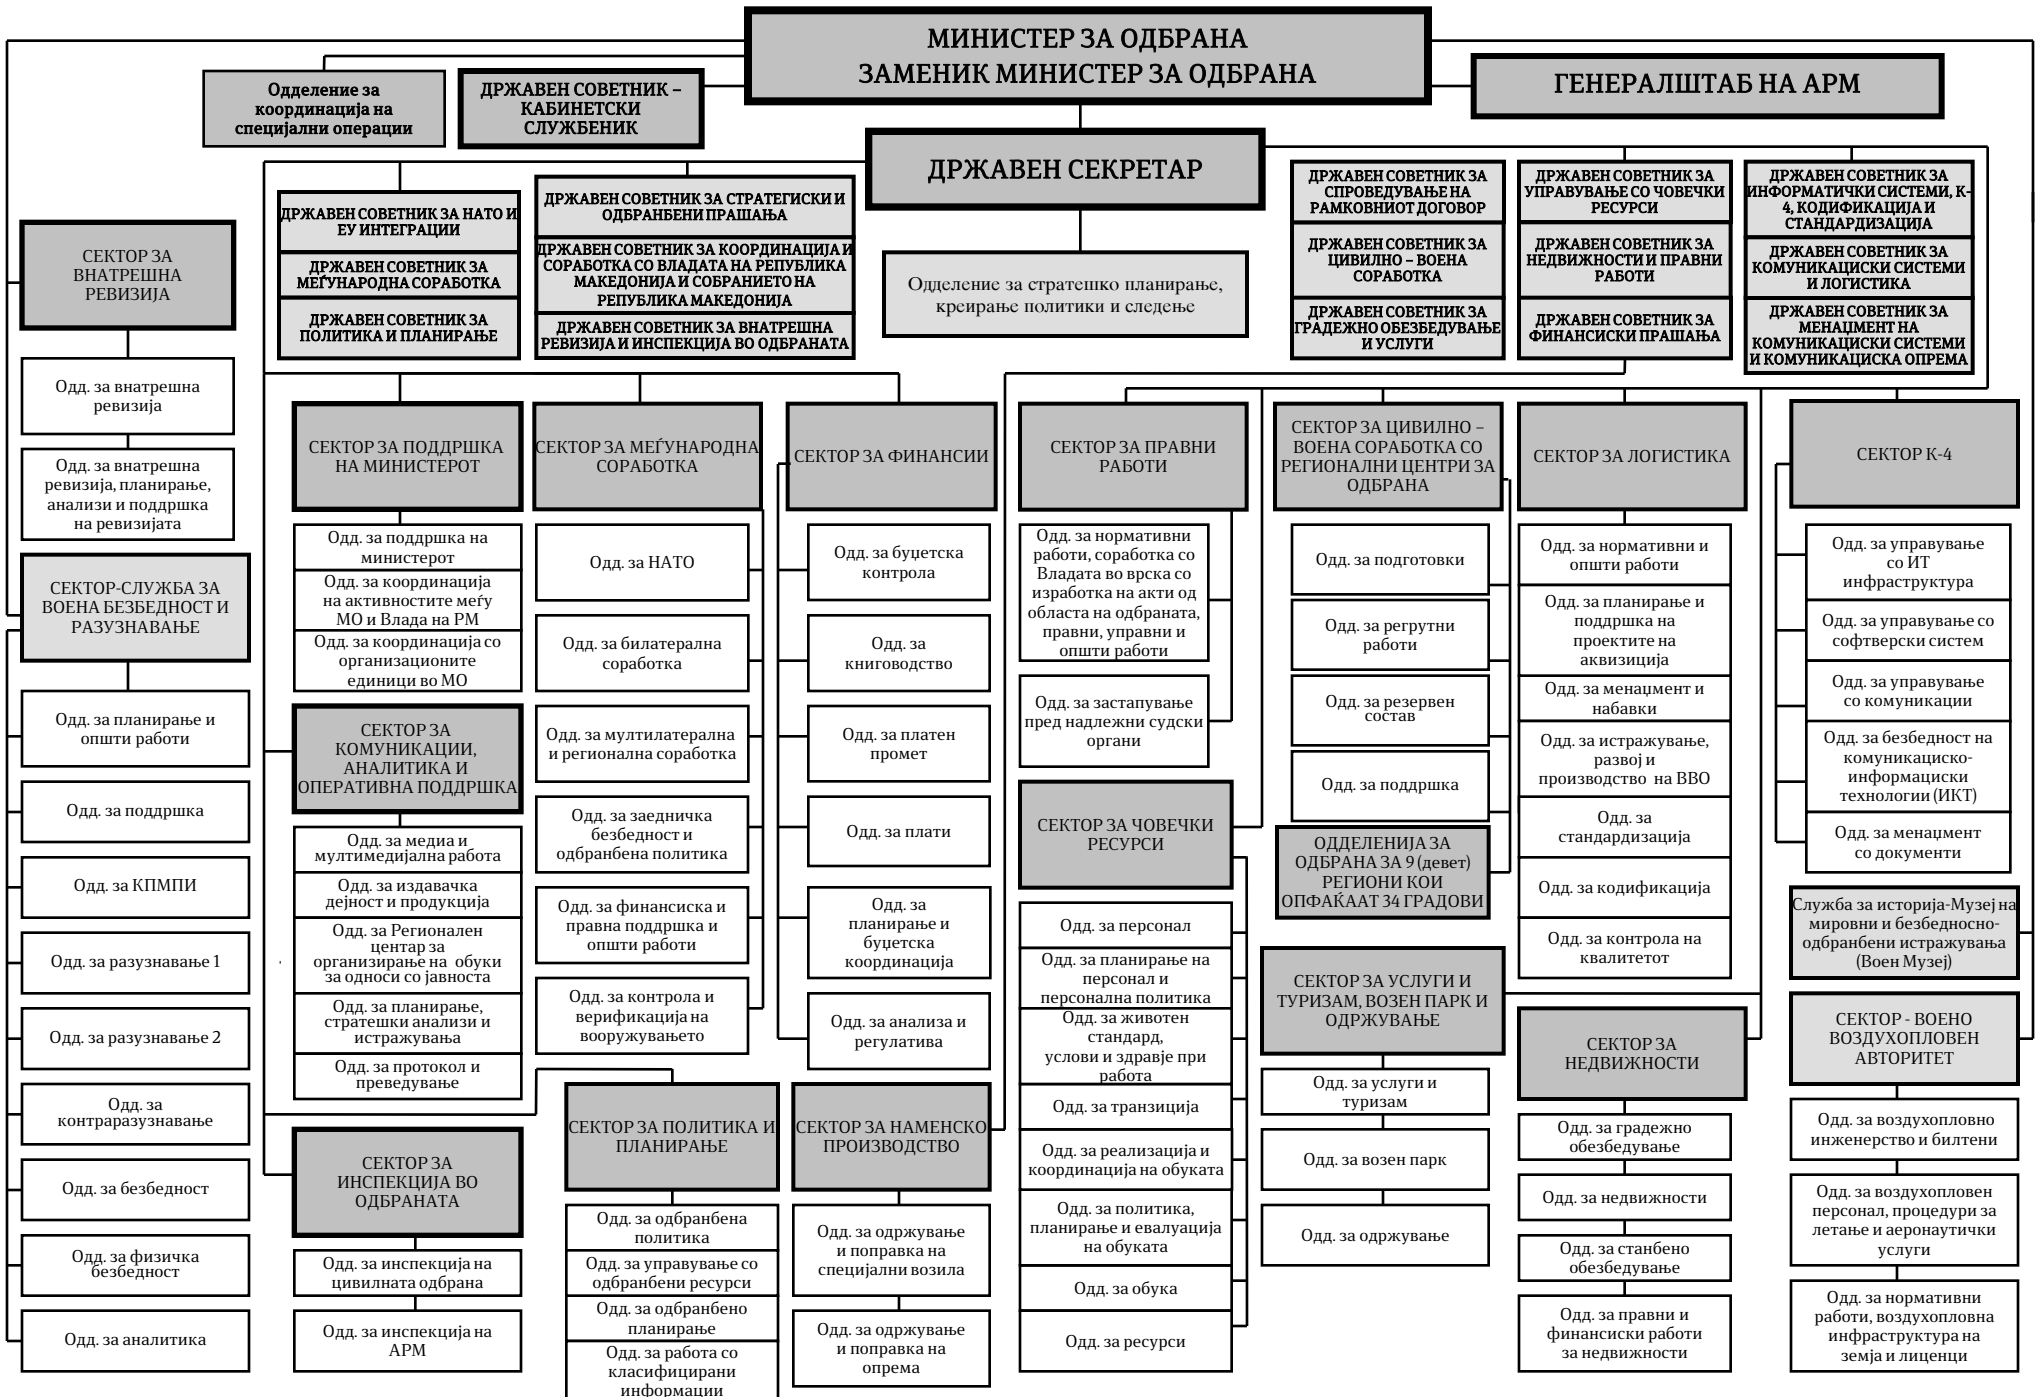 МИНИСТЕР ЗА ОДБРАНА
ЗАМЕНИК МИНИСТЕР ЗА ОДБРАНА
Одделение за
координација на
специјални операции
ДРЖАВЕН СОВЕТНИК –
КАБИНЕТСКИ
СЛУЖБЕНИК
ГЕНЕРАЛШТАБ НА АРМ
ДРЖАВЕН СЕКРЕТАР
ДРЖАВЕН СОВЕТНИК ЗА НАТО И
ЕУ ИНТЕГРАЦИИ
ДРЖАВЕН СОВЕТНИК ЗА
МЕЃУНАРОДНА СОРАБОТКА
ДРЖАВЕН СОВЕТНИК ЗА
ПОЛИТИКА И ПЛАНИРАЊЕ
ДРЖАВЕН СОВЕТНИК ЗА СТРАТЕГИСКИ И
ОДБРАНБЕНИ ПРАШАЊА
ДРЖАВЕН СОВЕТНИК ЗА КООРДИНАЦИЈА И
СОРАБОТКА СО ВЛАДАТА НА РЕПУБЛИКА
МАКЕДОНИЈА И СОБРАНИЕТО НА
РЕПУБЛИКА МАКЕДОНИЈА
ДРЖАВЕН СОВЕТНИК ЗА ВНАТРЕШНА
РЕВИЗИЈА И ИНСПЕКЦИЈА ВО ОДБРАНАТА
Одделение за стратешко планирање,
креирање политики и следење
ДРЖАВЕН СОВЕТНИК ЗА
СПРОВЕДУВАЊЕ НА
РАМКОВНИОТ ДОГОВОР
ДРЖАВЕН СОВЕТНИК ЗА
ЦИВИЛНО – ВОЕНА
СОРАБОТКА
ДРЖАВЕН СОВЕТНИК ЗА
ГРАДЕЖНО ОБЕЗБЕДУВАЊЕ
И УСЛУГИ
ДРЖАВЕН СОВЕТНИК ЗА
УПРАВУВАЊЕ СО ЧОВЕЧКИ
РЕСУРСИ
ДРЖАВЕН СОВЕТНИК ЗА
НЕДВИЖНОСТИ И ПРАВНИ
РАБОТИ
ДРЖАВЕН СОВЕТНИК ЗА
ФИНАНСИСКИ ПРАШАЊА
ДРЖАВЕН СОВЕТНИК ЗА
ИНФОРМАТИЧКИ СИСТЕМИ, К-
4, КОДИФИКАЦИЈА И
СТАНДАРДИЗАЦИЈА
ДРЖАВЕН СОВЕТНИК ЗА
КОМУНИКАЦИСКИ СИСТЕМИ
И ЛОГИСТИКА
ДРЖАВЕН СОВЕТНИК ЗА
МЕНАЏМЕНТ НА
КОМУНИКАЦИСКИ СИСТЕМИ
И КОМУНИКАЦИСКА ОПРЕМА
СЕКТОР ЗА
ВНАТРЕШНА
РЕВИЗИЈА
Одд. за внатрешна
ревизија
Одд. за внатрешна
ревизија, планирање,
анализи и поддршка
на ревизијата
СЕКТОР-СЛУЖБА ЗА
ВОЕНА БЕЗБЕДНОСТ И
РАЗУЗНАВАЊЕ
Одд. за планирање и
општи работи
Одд. за поддршка
Одд. за КПМПИ
Одд. за разузнавање 1
Одд. за разузнавање 2
Одд. за
контраразузнавање
Одд. за безбедност
Одд. за физичка
безбедност
Одд. за аналитика
СЕКТОР ЗА ПОДДРШКА
НА МИНИСТЕРОТ
Одд. за поддршка на
министерот
Одд. за координација
на активностите меѓу
МО и Влада на РМ
Одд. за координација со
организационите
единици во МО
СЕКТОР ЗА
КОМУНИКАЦИИ,
АНАЛИТИКА И
ОПЕРАТИВНА ПОДДРШКА
Одд. за медиа и
мултимедијална работа
Одд. за издавачка
дејност и продукција
Одд. за Регионален
центар за
организирање на обуки
за односи со јавноста
Одд. за планирање,
стратешки анализи и
истражувања
Одд. за протокол и
преведување
СЕКТОР ЗА
ИНСПЕКЦИЈА ВО
ОДБРАНАТА
Одд. за инспекција на
цивилната одбрана
Одд. за инспекција на
АРМ
СЕКТОР ЗА МЕЃУНАРОДНА
СОРАБОТКА
Одд. за НАТО
Одд. за билатерална
соработка
Одд. за мултилатерална
и регионална соработка
Одд. за заедничка
безбедност и
одбранбена политика
Одд. за финансиска и
правна поддршка и
општи работи
Одд. за контрола и
верификација на
вооружувањето
СЕКТОР ЗА ПОЛИТИКА И
ПЛАНИРАЊЕ
Одд. за одбранбена
политика
Одд. за управување со
одбранбени ресурси
Одд. за одбранбено
планирање
Одд. за работа со
класифицирани
информации
СЕКТОР ЗА ФИНАНСИИ
Одд. за буџетска
контрола
Одд. за
книговодство
Одд. за платен
промет
Одд. за плати
Одд. за
планирање и
буџетска
координација
Одд. за анализа и
регулатива
СЕКТОР ЗА НАМЕНСКО
ПРОИЗВОДСТВО
Одд. за одржување
и поправка на
специјални возила
Одд. за одржување
и поправка на
опрема
СЕКТОР ЗА ПРАВНИ
РАБОТИ
Одд. за нормативни
работи, соработка со
Владата во врска со
изработка на акти од
областа на одбраната,
правни, управни и
општи работи
Одд. за застапување
пред надлежни судски
органи
СЕКТОР ЗА ЧОВЕЧКИ
РЕСУРСИ
Одд. за персонал
Одд. за планирање на
персонал и
персонална политика
Одд. за животен
стандард,
услови и здравје при
работа
Одд. за транзиција
Одд. за реализација и
координација на обуката
Одд. за политика,
планирање и евалуација
на обуката
Одд. за обука
Одд. за ресурси
СЕКТОР ЗА ЦИВИЛНО –
ВОЕНА СОРАБОТКА СО
РЕГИОНАЛНИ ЦЕНТРИ ЗА
ОДБРАНА
Одд. за подготовки
Одд. за регрутни
работи
Одд. за резервен
состав
Одд. за поддршка
ОДДЕЛЕНИЈА ЗА
ОДБРАНА ЗА 9 (девет)
РЕГИОНИ КОИ
ОПФАЌААТ 34 ГРАДОВИ
СЕКТОР ЗА УСЛУГИ И
ТУРИЗАМ, ВОЗЕН ПАРК И
ОДРЖУВАЊЕ
Одд. за услуги и
туризам
Одд. за возен парк
Одд. за одржување
СЕКТОР ЗА ЛОГИСТИКА
Одд. за нормативни и
општи работи
Одд. за планирање и
поддршка на
проектите на
аквизиција
Одд. за менаџмент и
набавки
Одд. за истражување,
развој и
производство на ВВО
Одд. за
стандардизација
Одд. за кодификација
Одд. за контрола на
квалитетот
СЕКТОР ЗА
НЕДВИЖНОСТИ
Одд. за градежно
обезбедување
Одд. за недвижности
Одд. за станбено
обезбедување
Одд. за правни и
финансиски работи
за недвижности
СЕКТОР К-4
Одд. за управување
со ИТ
инфраструктура
Одд. за управување со
софтверски систем
Одд. за управување
со комуникации
Одд. за безбедност на
комуникациско-
информациски
технологии (ИКТ)
Одд. за менаџмент
со документи
Служба за историја-Музеј на
мировни и безбедносно-
одбранбени истражувања
(Воен Музеј)
СЕКТОР - ВОЕНО
ВОЗДУХОПЛОВЕН
АВТОРИТЕТ
Одд. за воздухопловно
инженерство и билтени
Одд. за воздухопловен
персонал, процедури за
летање и аеронаутички
услуги
Одд. за нормативни
работи, воздухопловна
инфраструктура на
земја и лиценци